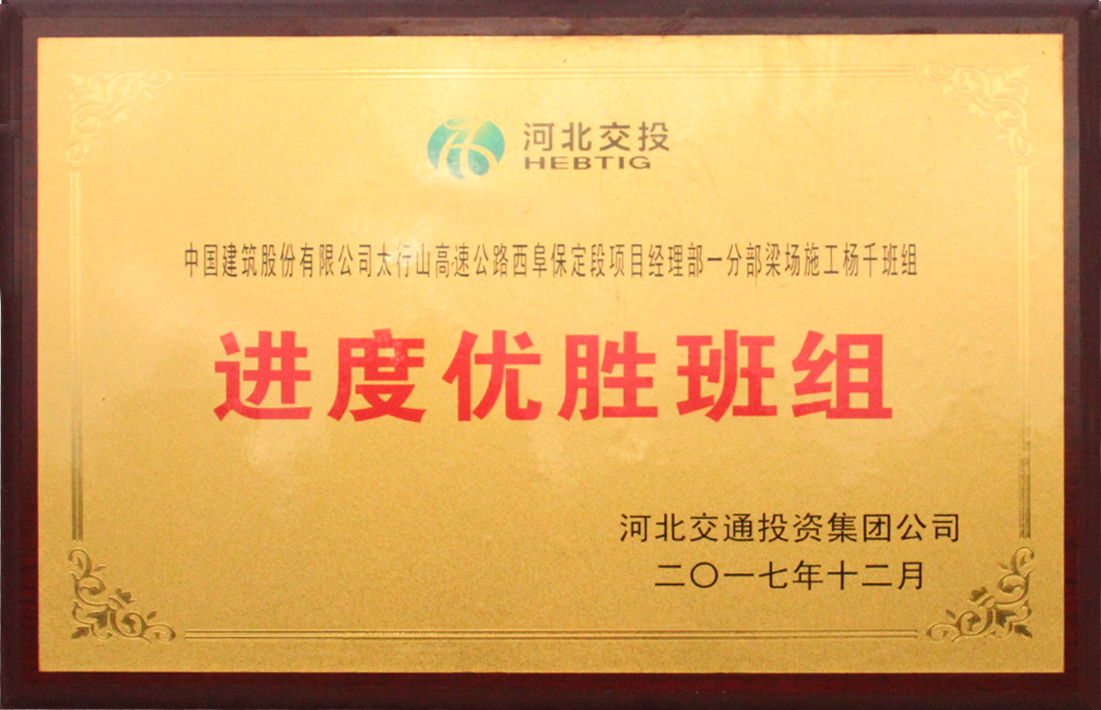 河北交投
HEBTIG
中国建筑股份有限公司太行山高速公路西阜保定段项目经理部一分部梁场施工杨千班组
进度优胜班组
河北交通投资集团公司
二〇一七年十二月